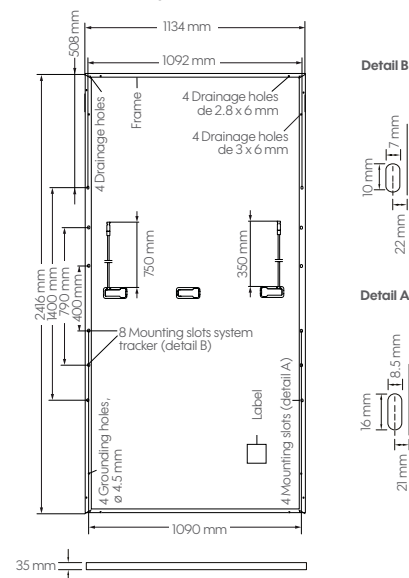 1134 mm
508 mm
1092 mm
4 Drainage holes
Frame
4 Drainage holes
de 2.8 x 6 mm
4 Drainage holes
de 3 x 6 mm
750 mm
350 mm
2416 mm
1400 mm
790 mm
400 mm
8 Mounting slots system
tracker (detail B)
4 Grounding holes,
ø 4.5 mm
Label
4 Mounting slots (detail A)
1090 mm
35 mm
Detail B
7 mm
10 mm
22 mm
Detail A
8.5 mm
16 mm
21 mm